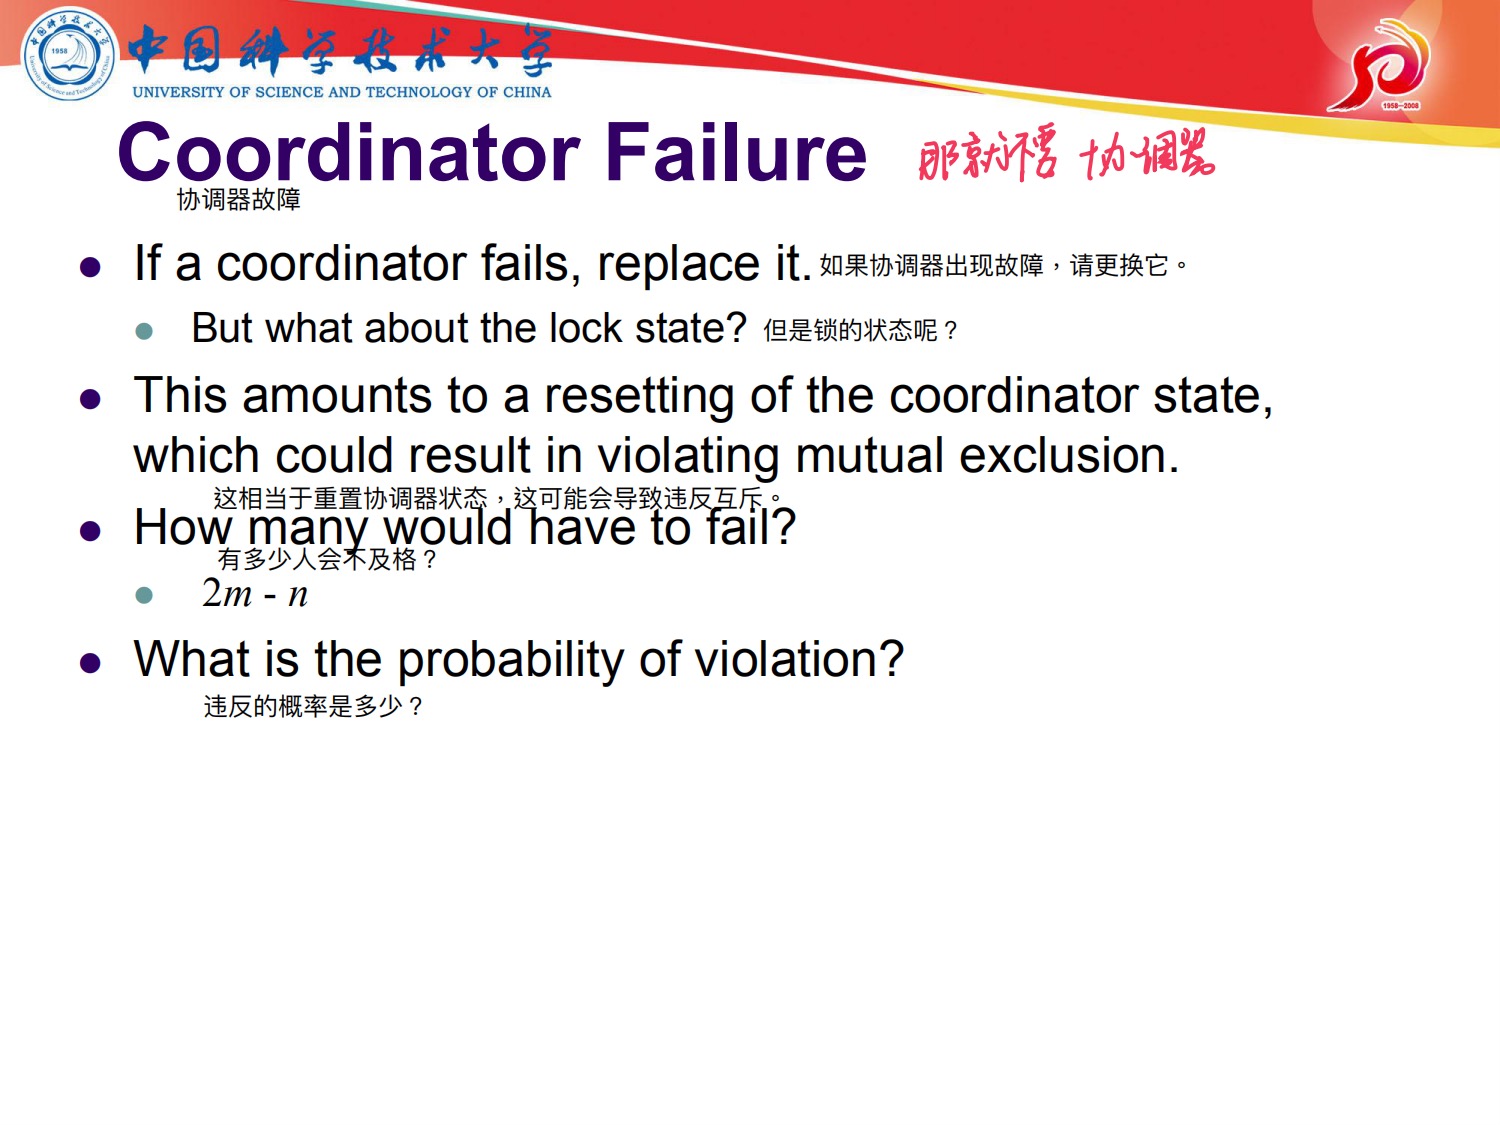 中国科学技术大学
1958
UNIVERSITY OF SCIENCE AND TECHNOLOGY OF CHINA
1958—2008
Coordinator Failure 那就不要 协调器
协调器故障
If a coordinator fails, replace it. 如果协调器出现故障，请更换它。
But what about the lock state? 但是锁的状态呢？
This amounts to a resetting of the coordinator state,
which could result in violating mutual exclusion.
这相当于重置协调器状态，这可能会导致违反互斥。
How many would have to fail?
有多少人会不及格？
2m - n
What is the probability of violation?
违反的概率是多少？